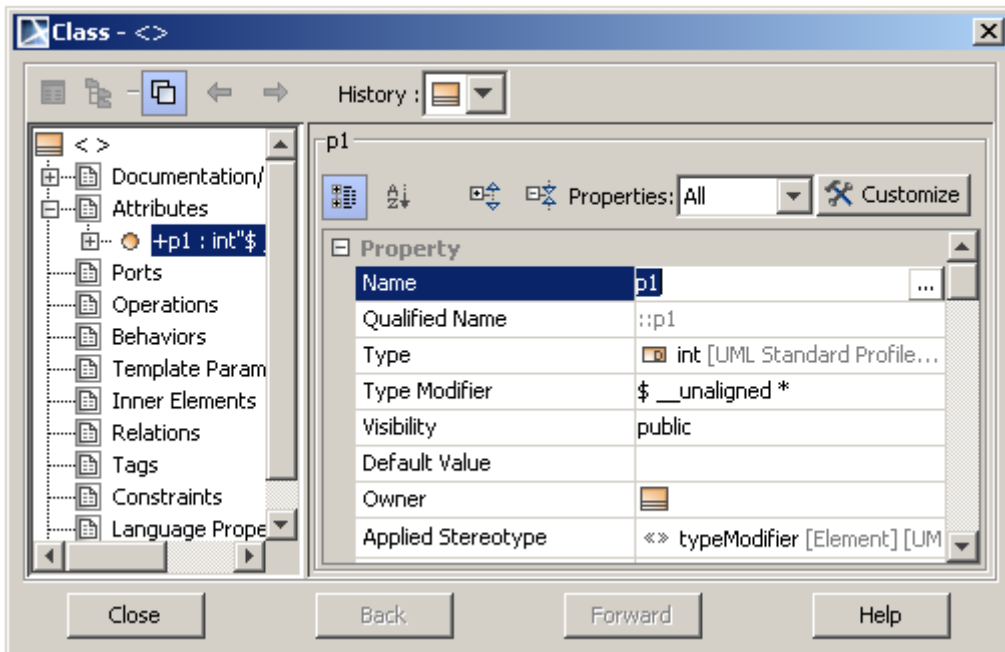 Class - <>
History :
< >
Documentation/
Attributes
+p1 : int"$ _
Ports
Operations
Behaviors
Template Param
Inner Elements
Relations
Tags
Constraints
Language Prope
p1
Properties: All Customize
Property
Name p1 ...
Qualified Name ::p1
Type int [UML Standard Profile...
Type Modifier $ __unaligned *
Visibility public
Default Value
Owner
Applied Stereotype «» typeModifier [Element] [UM
Close Back Forward Help